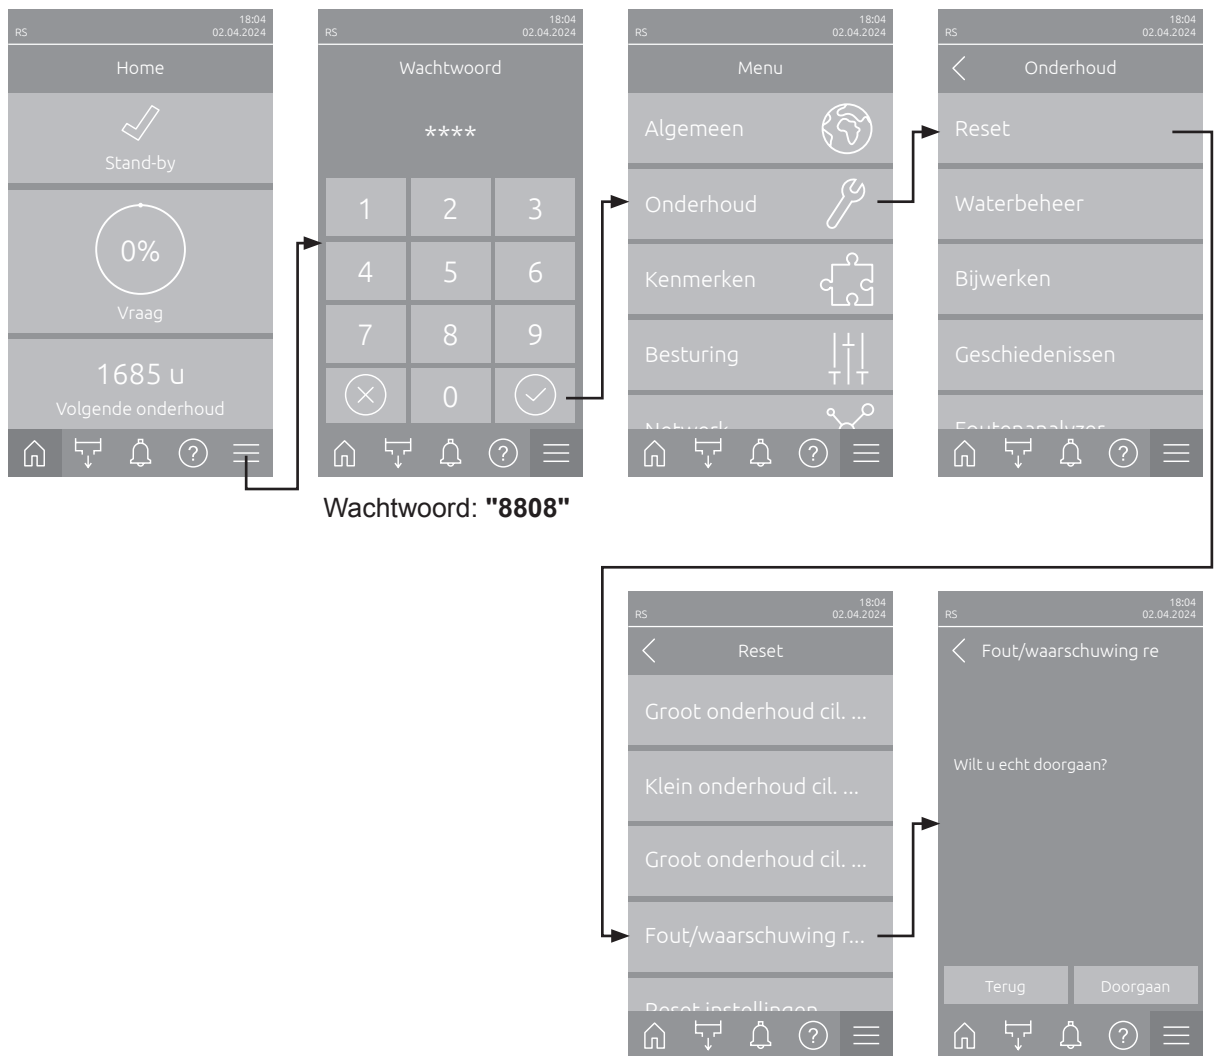 18:04
RS 02.04.2024
Home
Stand-by
0%
Vraag
1685 u
Volgende onderhoud
18:04
RS 02.04.2024
Wachtwoord
****
1 2 3
4 5 6
7 8 9
0
?
?
Wachtwoord: "8808"
18:04
RS 02.04.2024
Menu
Algemeen
Onderhoud
Kenmerken
Besturing
Netwerk
?
18:04
RS 02.04.2024
Onderhoud
Reset
Waterbeheer
Bijwerken
Geschiedenissen
Foutenanalyzer
?
18:04
RS 02.04.2024
Reset
Groot onderhoud cil. ...
Klein onderhoud cil. ...
Groot onderhoud cil. ...
Fout/waarschuwing r...
Reset instellingen
?
18:04
RS 02.04.2024
Fout/waarschuwing re
Wilt u echt doorgaan?
Terug Doorgaan
?